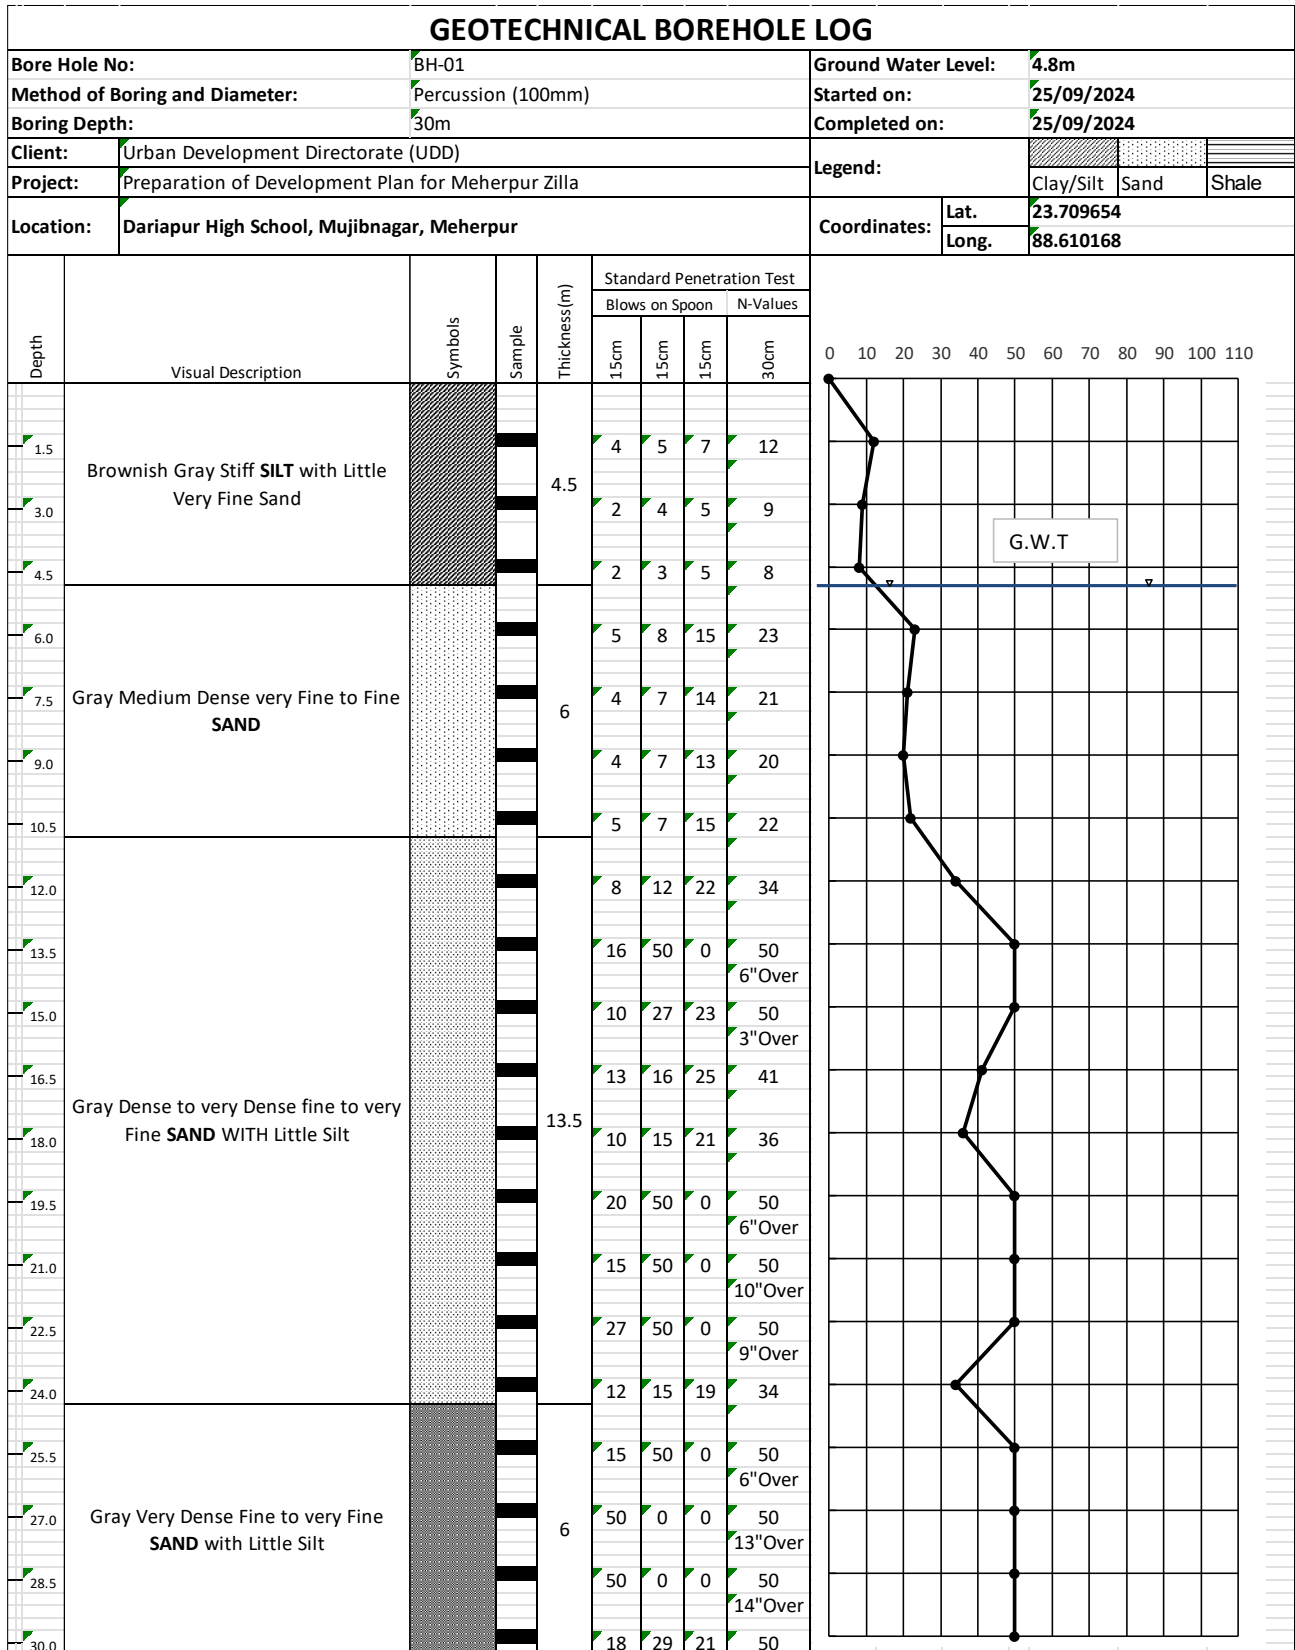 GEOTECHNICAL BOREHOLE LOG
Bore Hole No: BH-01 Ground Water Level: 4.8m
Method of Boring and Diameter: Percussion (100mm) Started on: 25/09/2024
Boring Depth: 30m Completed on: 25/09/2024
Client: Urban Development Directorate (UDD) Legend:
Project: Preparation of Development Plan for Meherpur Zilla Clay/Silt Sand Shale
Location: Dariapur High School, Mujibnagar, Meherpur Coordinates: Lat. 23.709654
Long. 88.610168
Depth Visual Description Symbols Sample Thickness(m) Standard Penetration Test
Blows on Spoon N-Values
15cm 15cm 15cm 30cm
0 10 20 30 40 50 60 70 80 90 100 110
1.5 4 5 7 12
Brownish Gray Stiff SILT with Little
Very Fine Sand
4.5
3.0 2 4 5 9
G.W.T
4.5 2 3 5 8
6.0 5 8 15 23
7.5 4 7 14 21
Gray Medium Dense very Fine to Fine
SAND
6
9.0 4 7 13 20
10.5 5 7 15 22
12.0 8 12 22 34
13.5 16 50 0 50
6"Over
15.0 10 27 23 50
3"Over
16.5 13 16 25 41
Gray Dense to very Dense fine to very
Fine SAND WITH Little Silt
13.5
18.0 10 15 21 36
19.5 20 50 0 50
6"Over
21.0 15 50 0 50
10"Over
22.5 27 50 0 50
9"Over
24.0 12 15 19 34
25.5 15 50 0 50
6"Over
27.0 50 0 0 50
Gray Very Dense Fine to very Fine
SAND with Little Silt
6
13"Over
28.5 50 0 0 50
14"Over
30.0 18 29 21 50